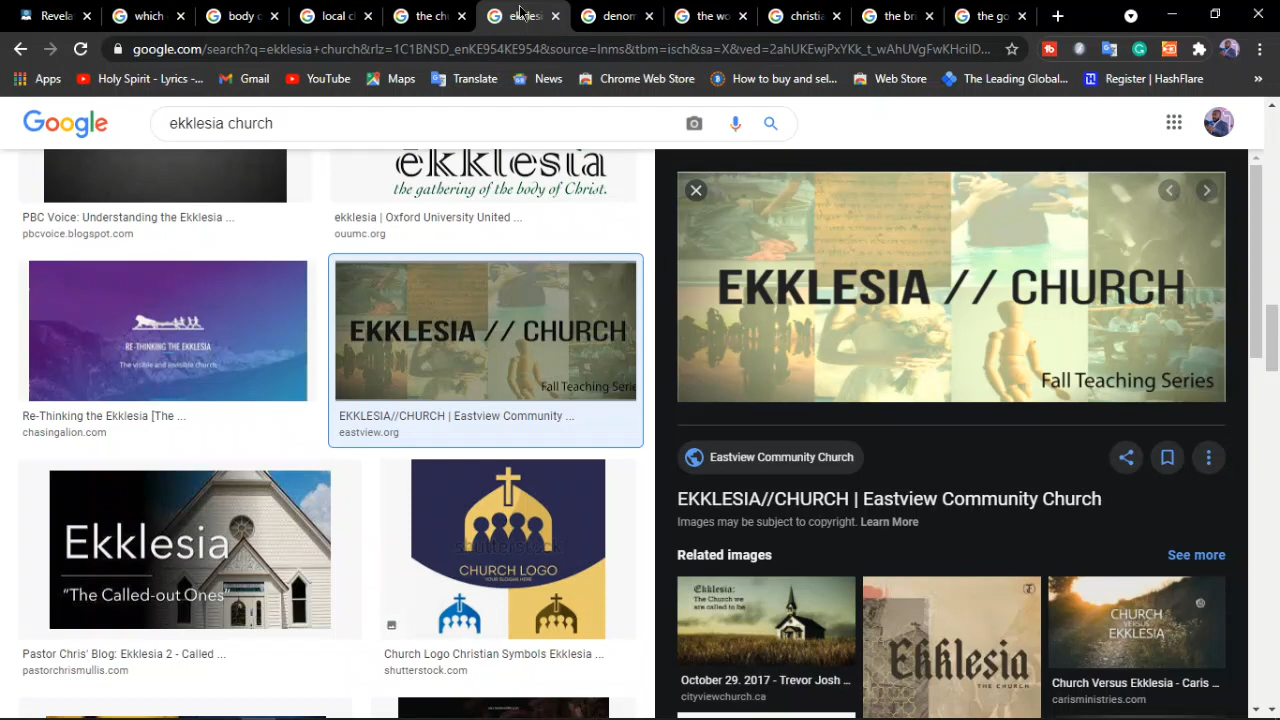 Revela
which
body c
local cl
the ch
ekklesi
denom
the wo
christia
the br
the go
google.com/search?q=ekklesia+church&rlz=1C1BNSD_enKE954KE954&source=lnms&tbm=isch&sa=X&ved=2ahUKEwjPxYKk_t_wAhUVgFwKHcilD...
Apps
Holy Spirit - Lyrics -...
Gmail
YouTube
Maps
Translate
News
Chrome Web Store
How to buy and sel...
Web Store
The Leading Global...
Register | HashFlare
»
Google
ekklesia church
ekklesia
the gathering of the body of Christ.
PBC Voice: Understanding the Ekklesia ...
pbcvoice.blogspot.com
ekklesia | Oxford University United ...
ouumc.org
RE-THINKING THE EKKLESIA
The visible and invisible church
Re-Thinking the Ekklesia [The ...
chasingalion.com
EKKLESIA // CHURCH
Fall Teaching Serie
EKKLESIA//CHURCH | Eastview Community ...
eastview.org
Ekklesia
"The Called-out Ones"
Pastor Chris' Blog: Ekklesia 2 - Called ...
pastorchrismullis.com
shutterstock
CHURCH LOGO
YOUR SLOGAN HERE
Church Logo Christian Symbols Ekklesia ...
shutterstock.com
EKKLESIA // CHURCH
Fall Teaching Series
Eastview Community Church
EKKLESIA//CHURCH | Eastview Community Church
Images may be subject to copyright. Learn More
Related images
See more
Ekklesia:
The Church we
are called to be
October 29. 2017 - Trevor Josh ...
cityviewchurch.ca
Ekklesia
THE CHURCH
CHURCH
VERSUS
EKKLESIA
Church Versus Ekklesia - Caris ...
carisministries.com